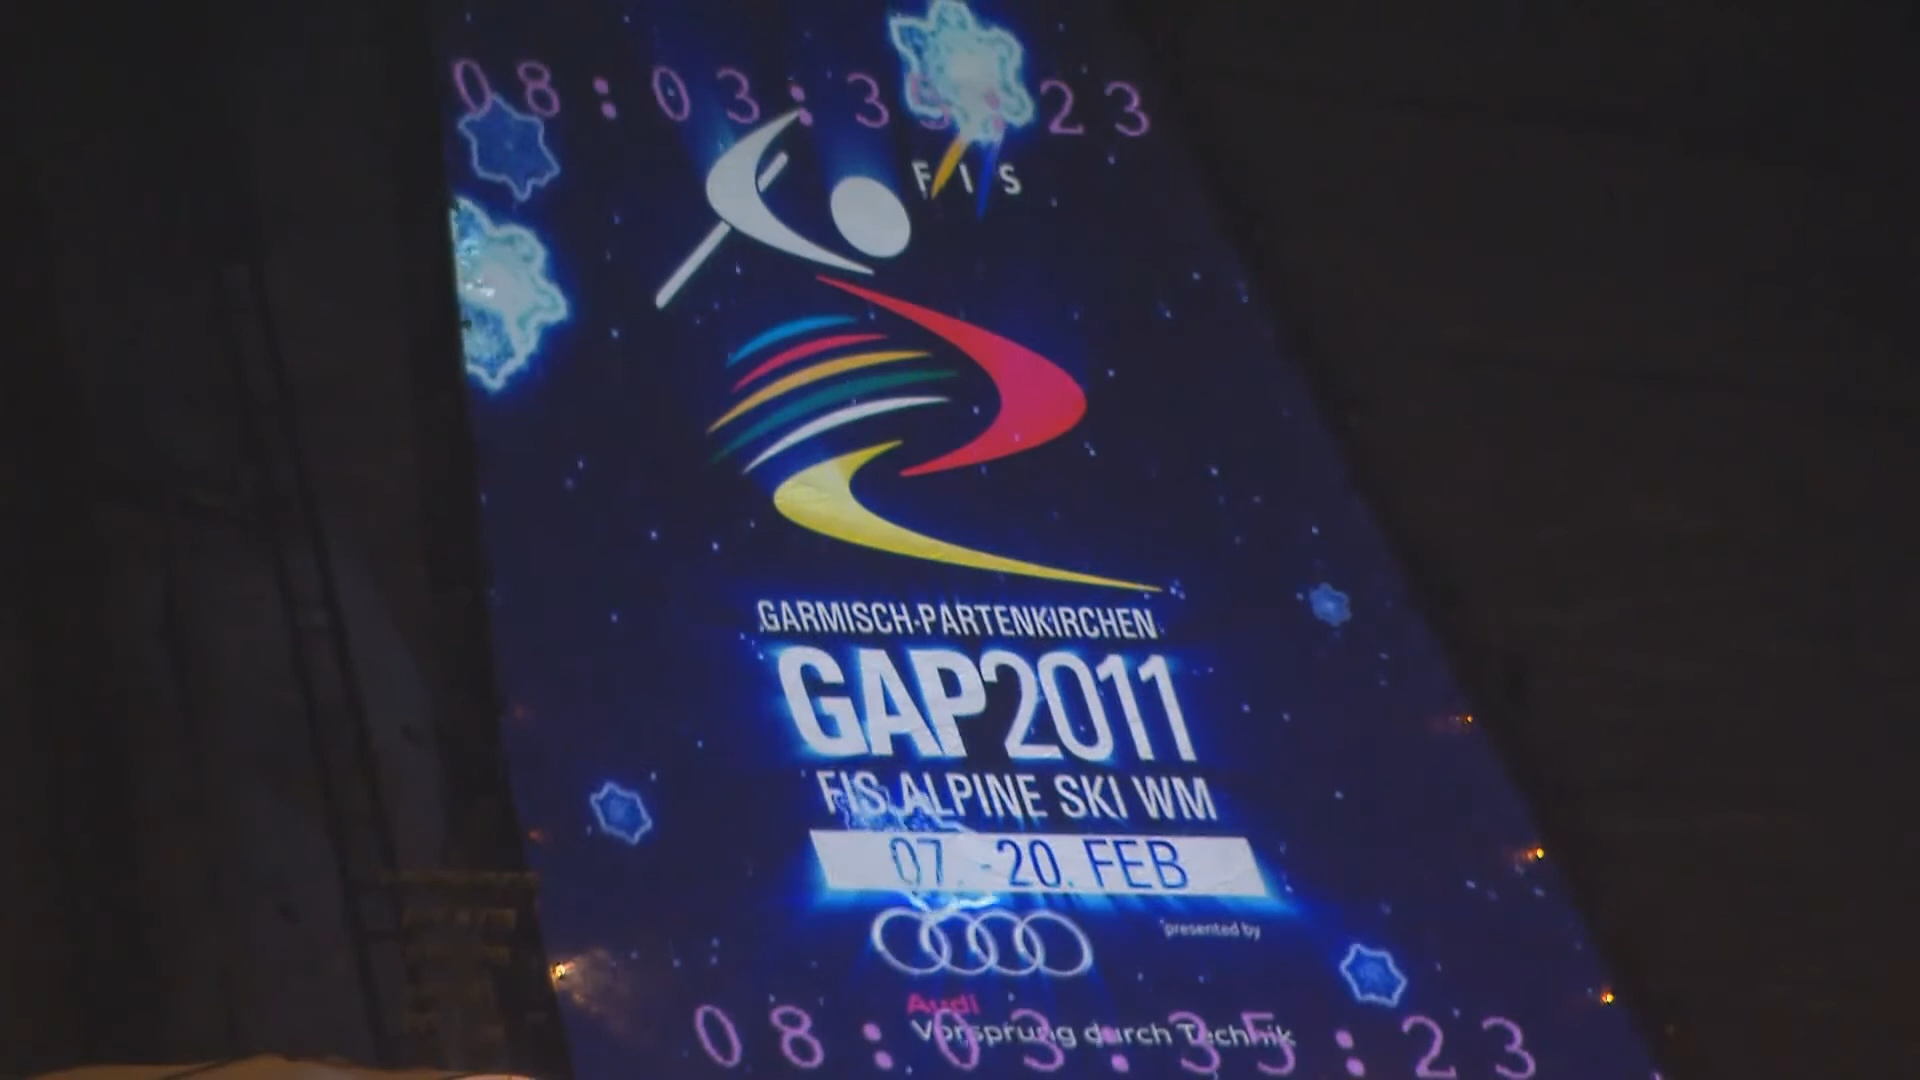 08:03:35:23
FIS
GARMISCH-PARTENKIRCHEN
GAP2011
FIS ALPINE SKI WM
07. - 20. FEB
presented by
Audi
Vorsprung durch Technik
08:03:35:23